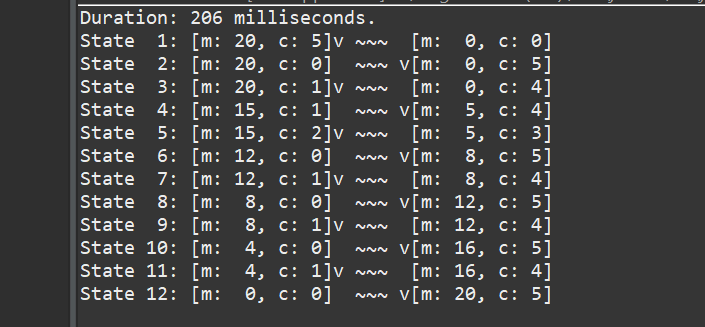 Duration: 206 milliseconds.
State  1: [m: 20, c: 5]v ~~~  [m:  0, c: 0]
State  2: [m: 20, c: 0]  ~~~ v[m:  0, c: 5]
State  3: [m: 20, c: 1]v ~~~  [m:  0, c: 4]
State  4: [m: 15, c: 1]  ~~~ v[m:  5, c: 4]
State  5: [m: 15, c: 2]v ~~~  [m:  5, c: 3]
State  6: [m: 12, c: 0]  ~~~ v[m:  8, c: 5]
State  7: [m: 12, c: 1]v ~~~  [m:  8, c: 4]
State  8: [m:  8, c: 0]  ~~~ v[m: 12, c: 5]
State  9: [m:  8, c: 1]v ~~~  [m: 12, c: 4]
State 10: [m:  4, c: 0]  ~~~ v[m: 16, c: 5]
State 11: [m:  4, c: 1]v ~~~  [m: 16, c: 4]
State 12: [m:  0, c: 0]  ~~~ v[m: 20, c: 5]